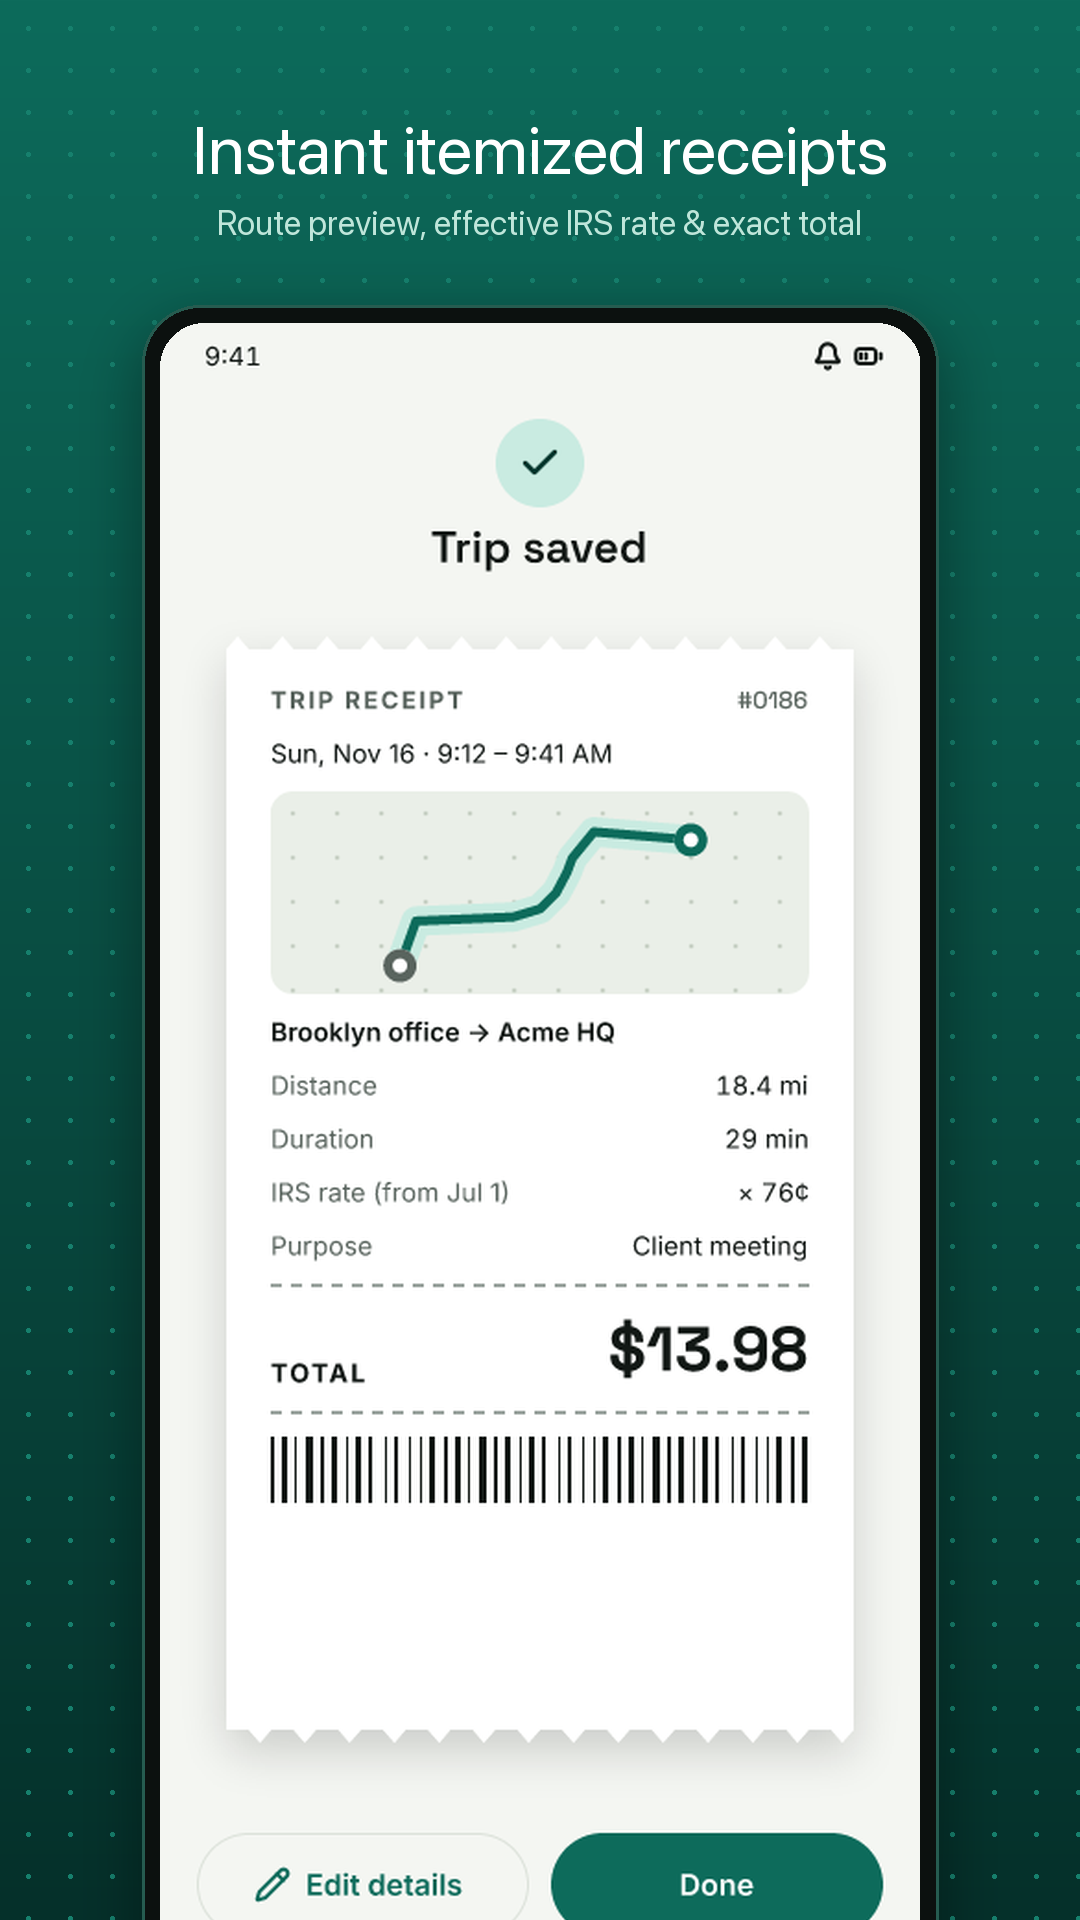 Instant itemized receipts
Route preview, effective IRS rate & exact total
9:41
Trip saved
TRIP RECEIPT #0186
Sun, Nov 16 · 9:12 – 9:41 AM
Brooklyn office → Acme HQ
Distance 18.4 mi
Duration 29 min
IRS rate (from Jul 1) × 76¢
Purpose Client meeting
TOTAL $13.98
Edit details Done